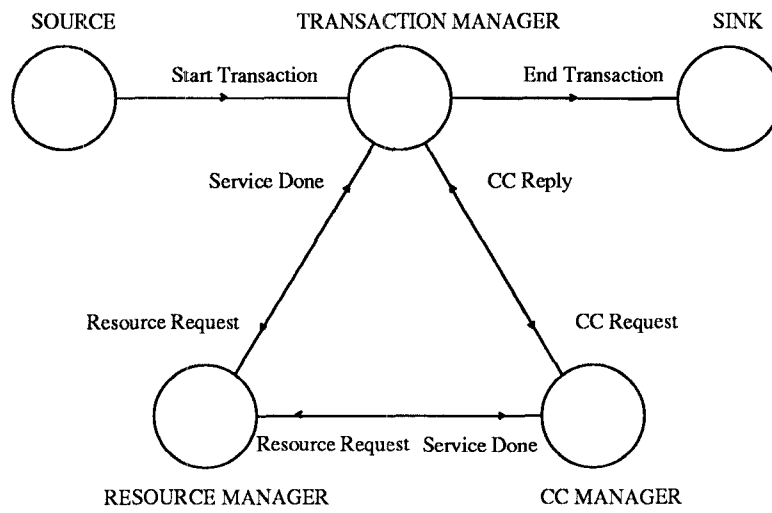 SOURCE
TRANSACTION MANAGER
SINK
Start Transaction
End Transaction
Service Done
CC Reply
Resource Request
CC Request
Resource Request
Service Done
RESOURCE MANAGER
CC MANAGER